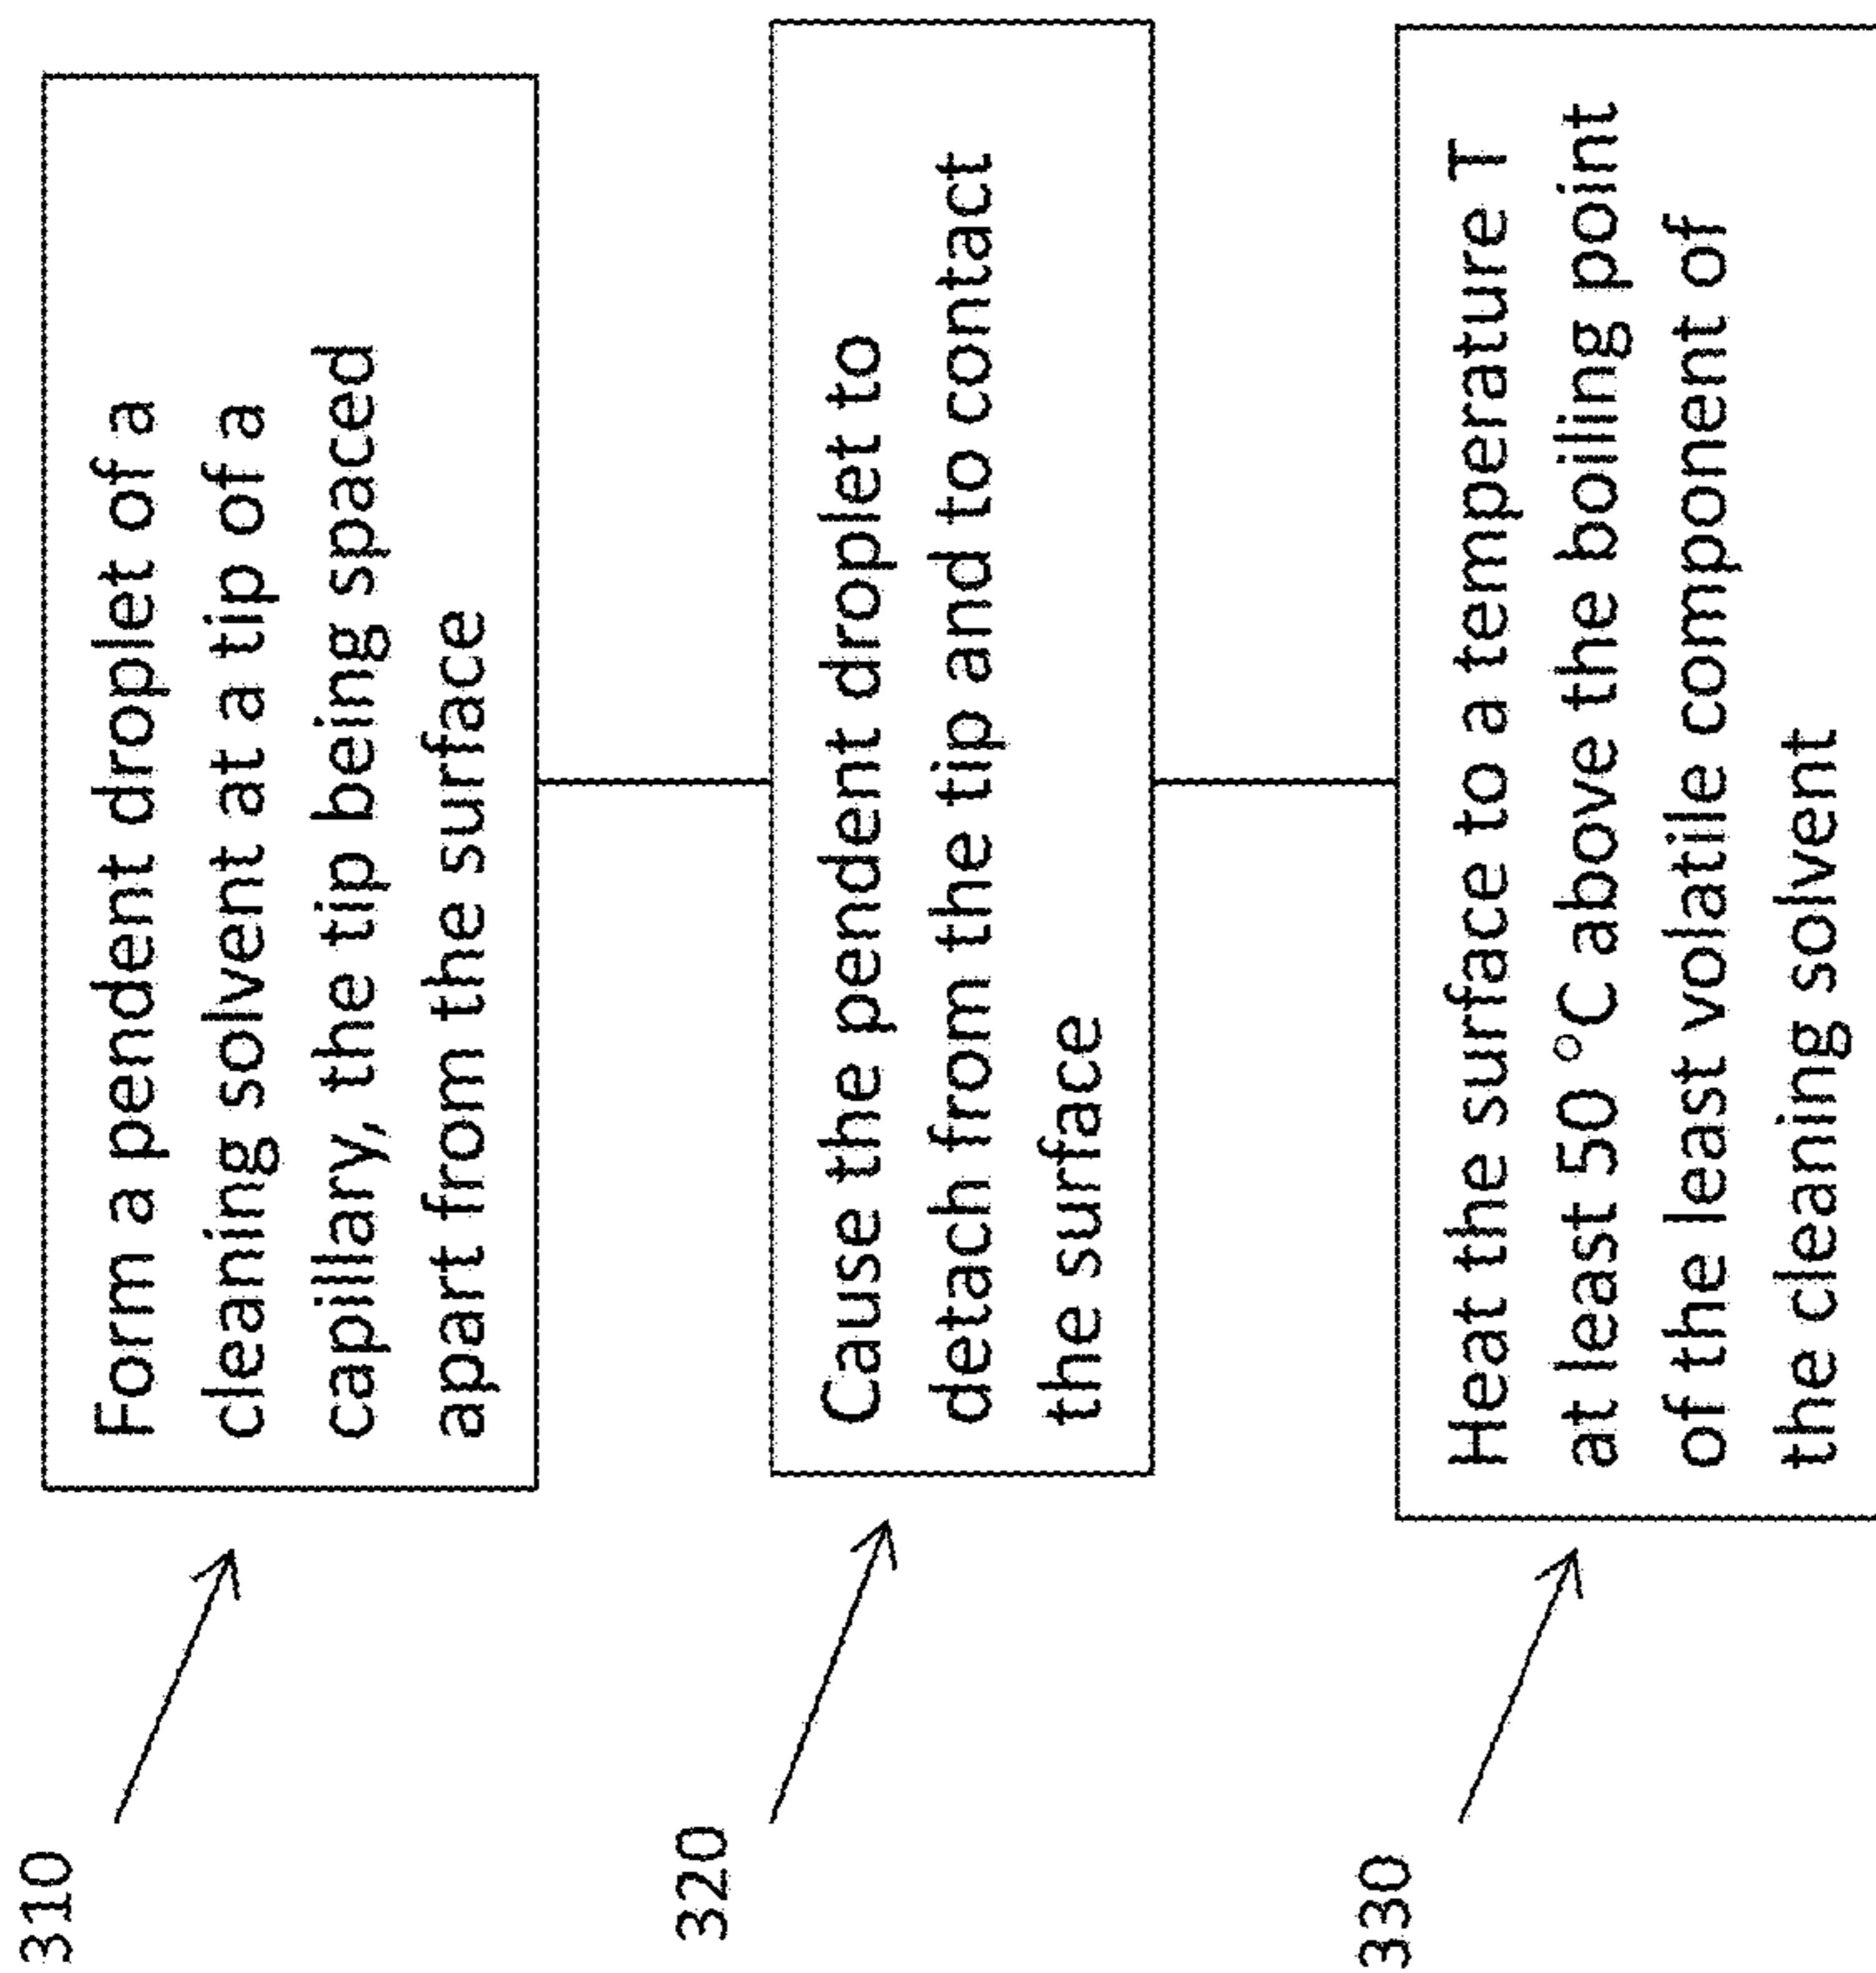 310
Form a pendent droplet of a
cleaning solvent at a tip of a
capillary, the tip being spaced
apart from the surface
320
Cause the pendent droplet to
detach from the tip and to contact
the surface
330
Heat the surface to a temperature T
at least 50 °C above the boiling point
of the least volatile component of
the cleaning solvent